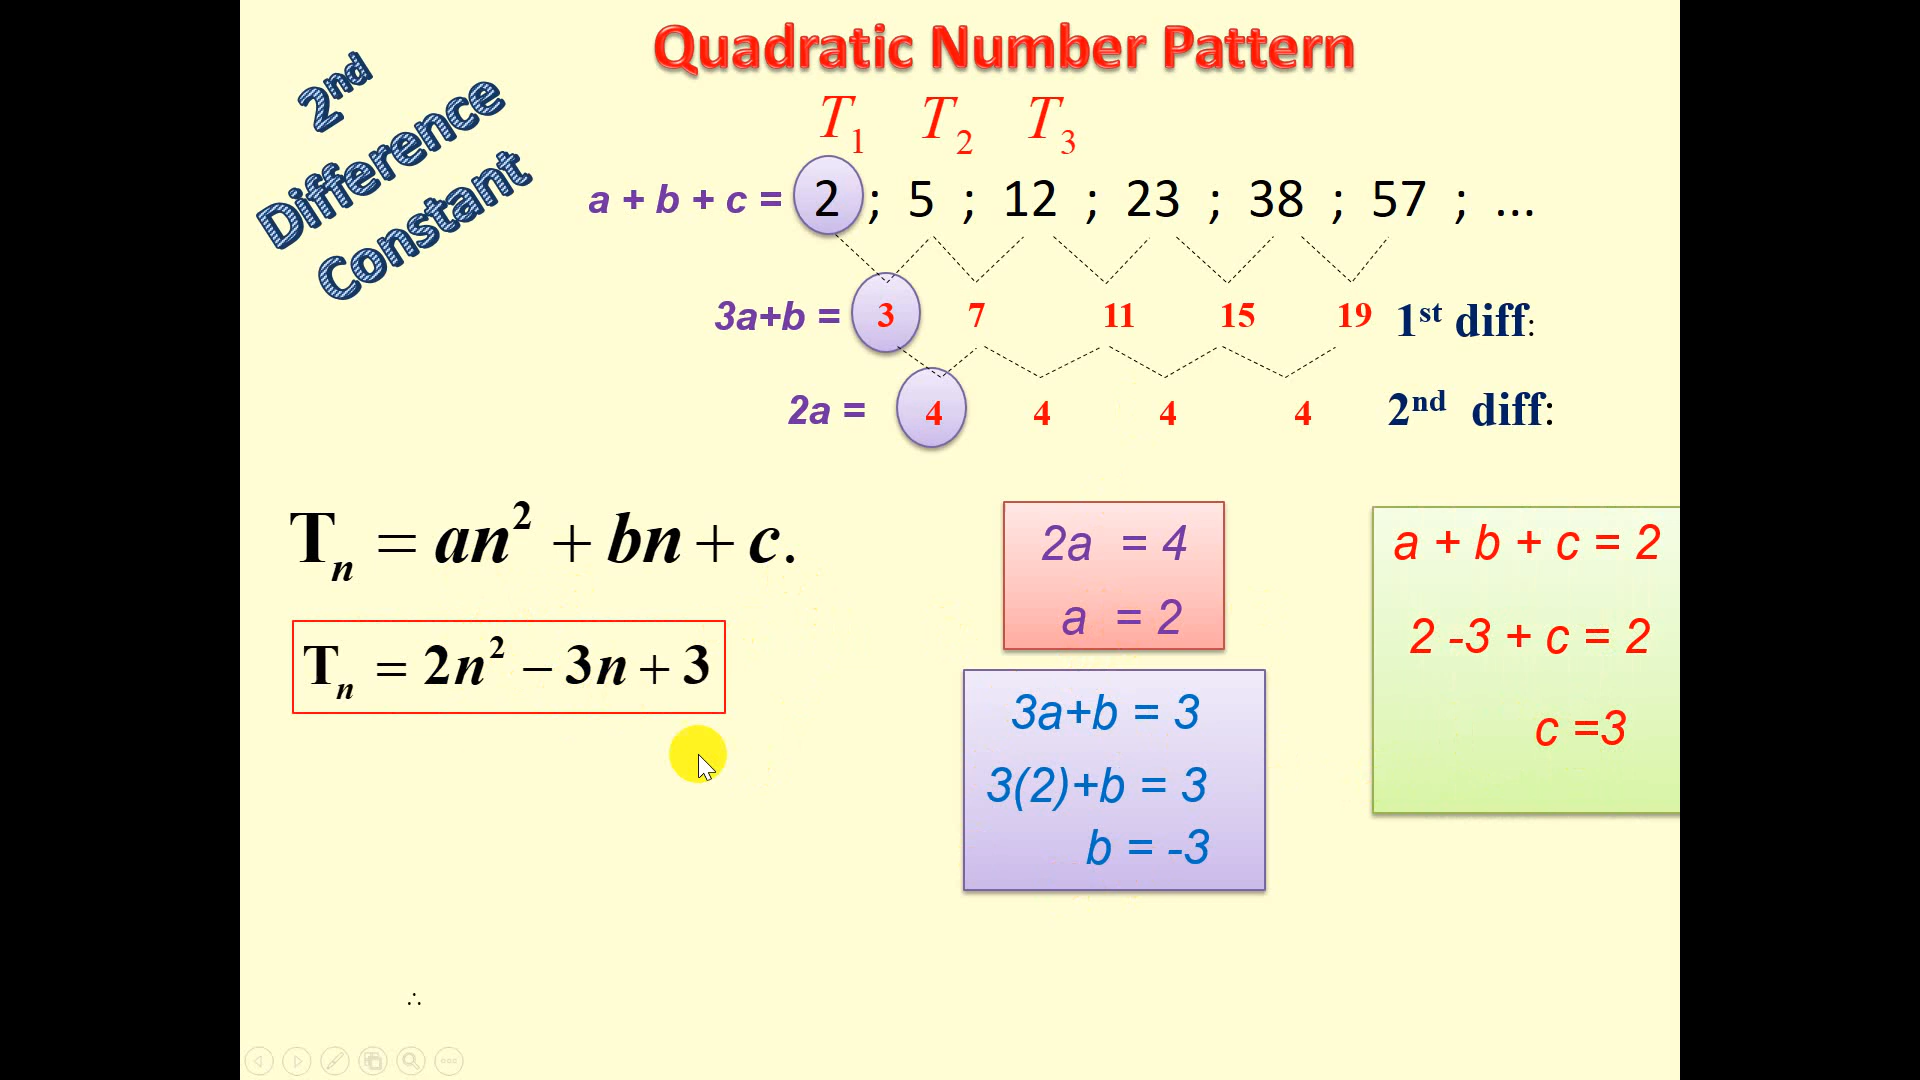 Quadratic Number Pattern
2nd
Difference
Constant
T1 T2 T3
a + b + c = 2 ; 5 ; 12 ; 23 ; 38 ; 57 ; ...
3a+b = 3 7 11 15 19 1st diff:
2a = 4 4 4 4 2nd diff:
Tn = an² + bn + c.
Tn = 2n² − 3n + 3
2a = 4
a = 2
3a+b = 3
3(2)+b = 3
b = -3
a + b + c = 2
2 -3 + c = 2
c =3
∴